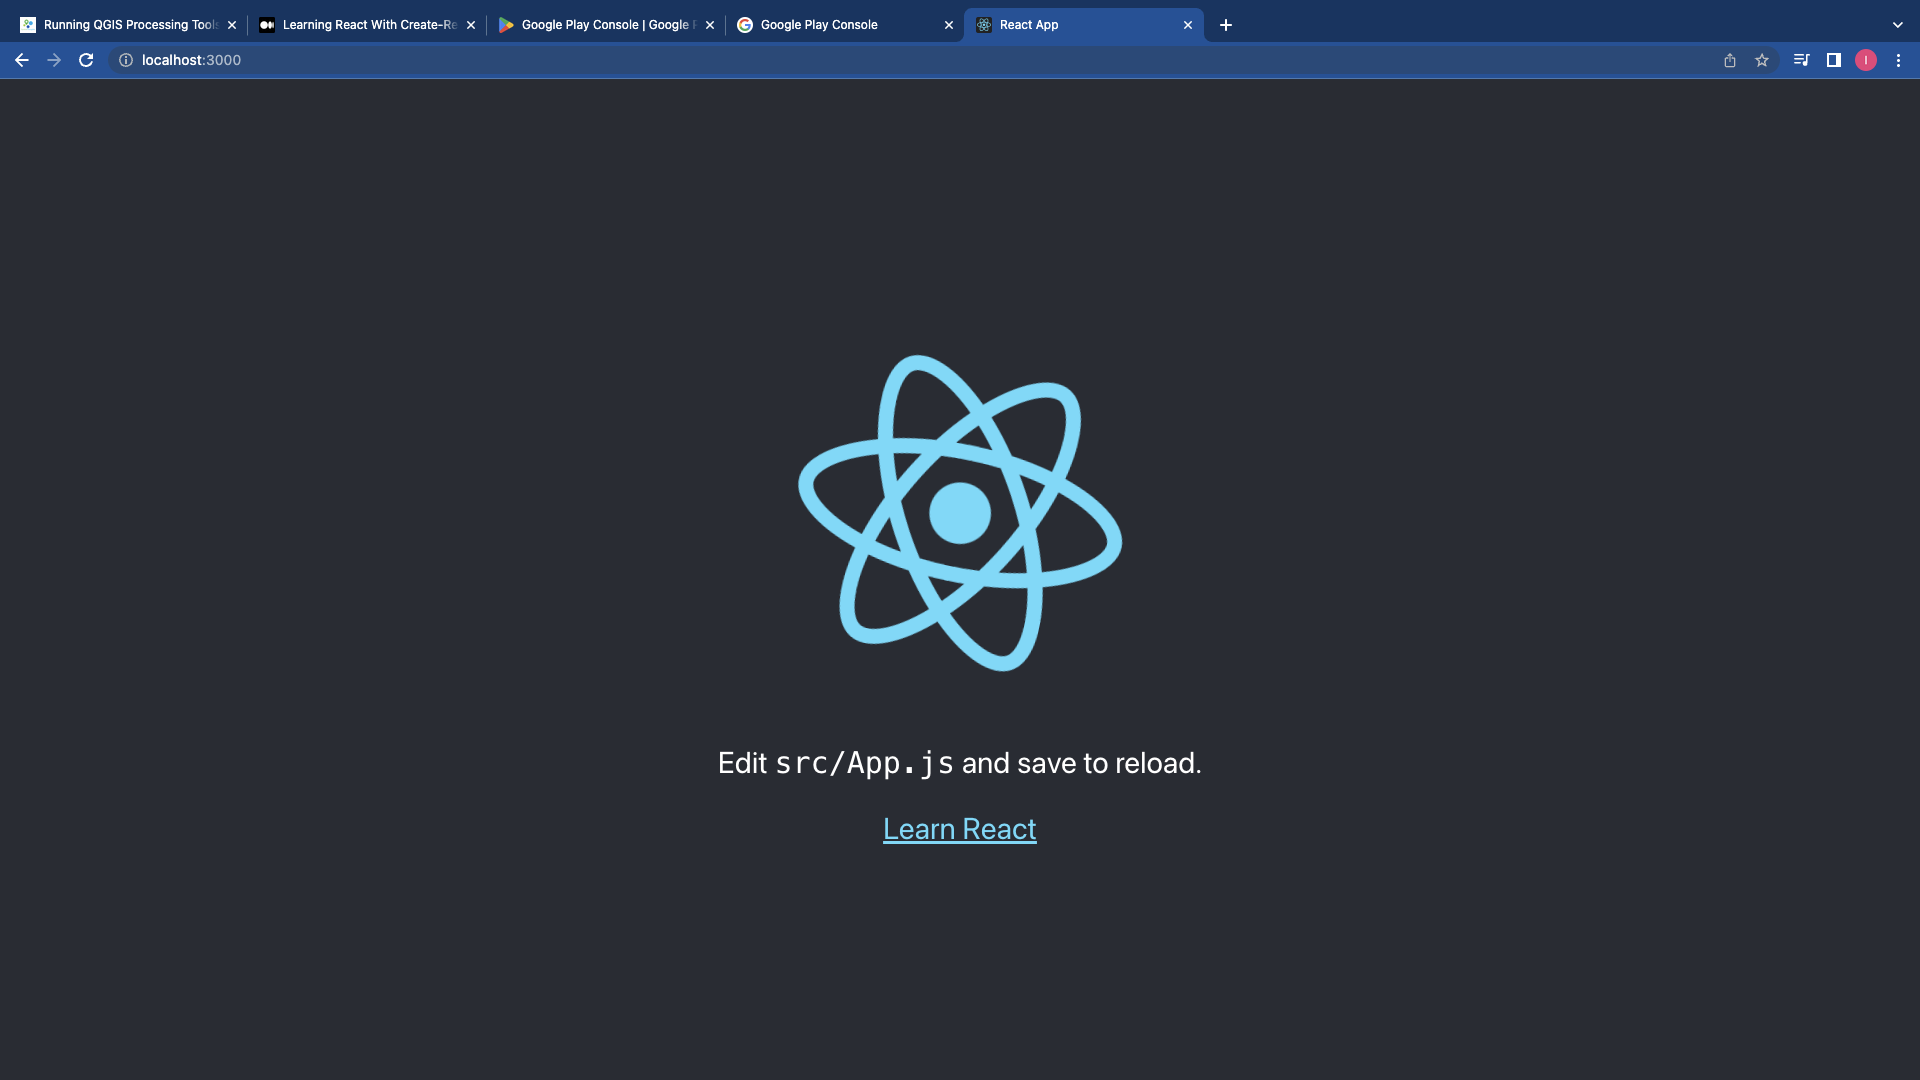 Running QGIS Processing Tools
Learning React With Create-Re
Google Play Console | Google P
Google Play Console
React App
localhost:3000
I
Edit src/App.js and save to reload.
Learn React